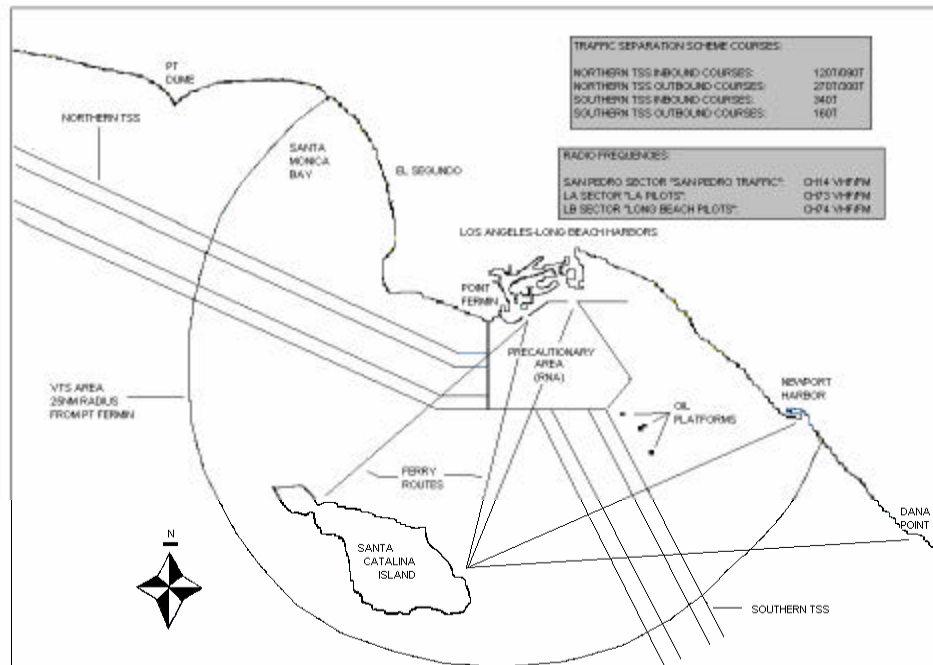 TRAFFIC SEPARATION SCHEME COURSES:
NORTHERN TSS INBOUND COURSES: 120T/090T
NORTHERN TSS OUTBOUND COURSES: 270T/300T
SOUTHERN TSS INBOUND COURSES: 340T
SOUTHERN TSS OUTBOUND COURSES: 160T
PT
DUME
NORTHERN TSS
SANTA
MONICA
BAY
EL SEGUNDO
RADIO FREQUENCIES:
SAN PEDRO SECTOR "SAN PEDRO TRAFFIC": CH14 VHF/FM
LA SECTOR "LA PILOTS": CH73 VHF/FM
LB SECTOR "LONG BEACH PILOTS": CH74 VHF/FM
LOS ANGELES-LONG BEACH HARBORS
POINT
FERMIN
PRECAUTIONARY
AREA
(RNA)
VTS AREA
25NM RADIUS
FROM PT FERMIN
NEWPORT
HARBOR
OIL
PLATFORMS
FERRY
ROUTES
DANA
POINT
N
SANTA
CATALINA
ISLAND
SOUTHERN TSS